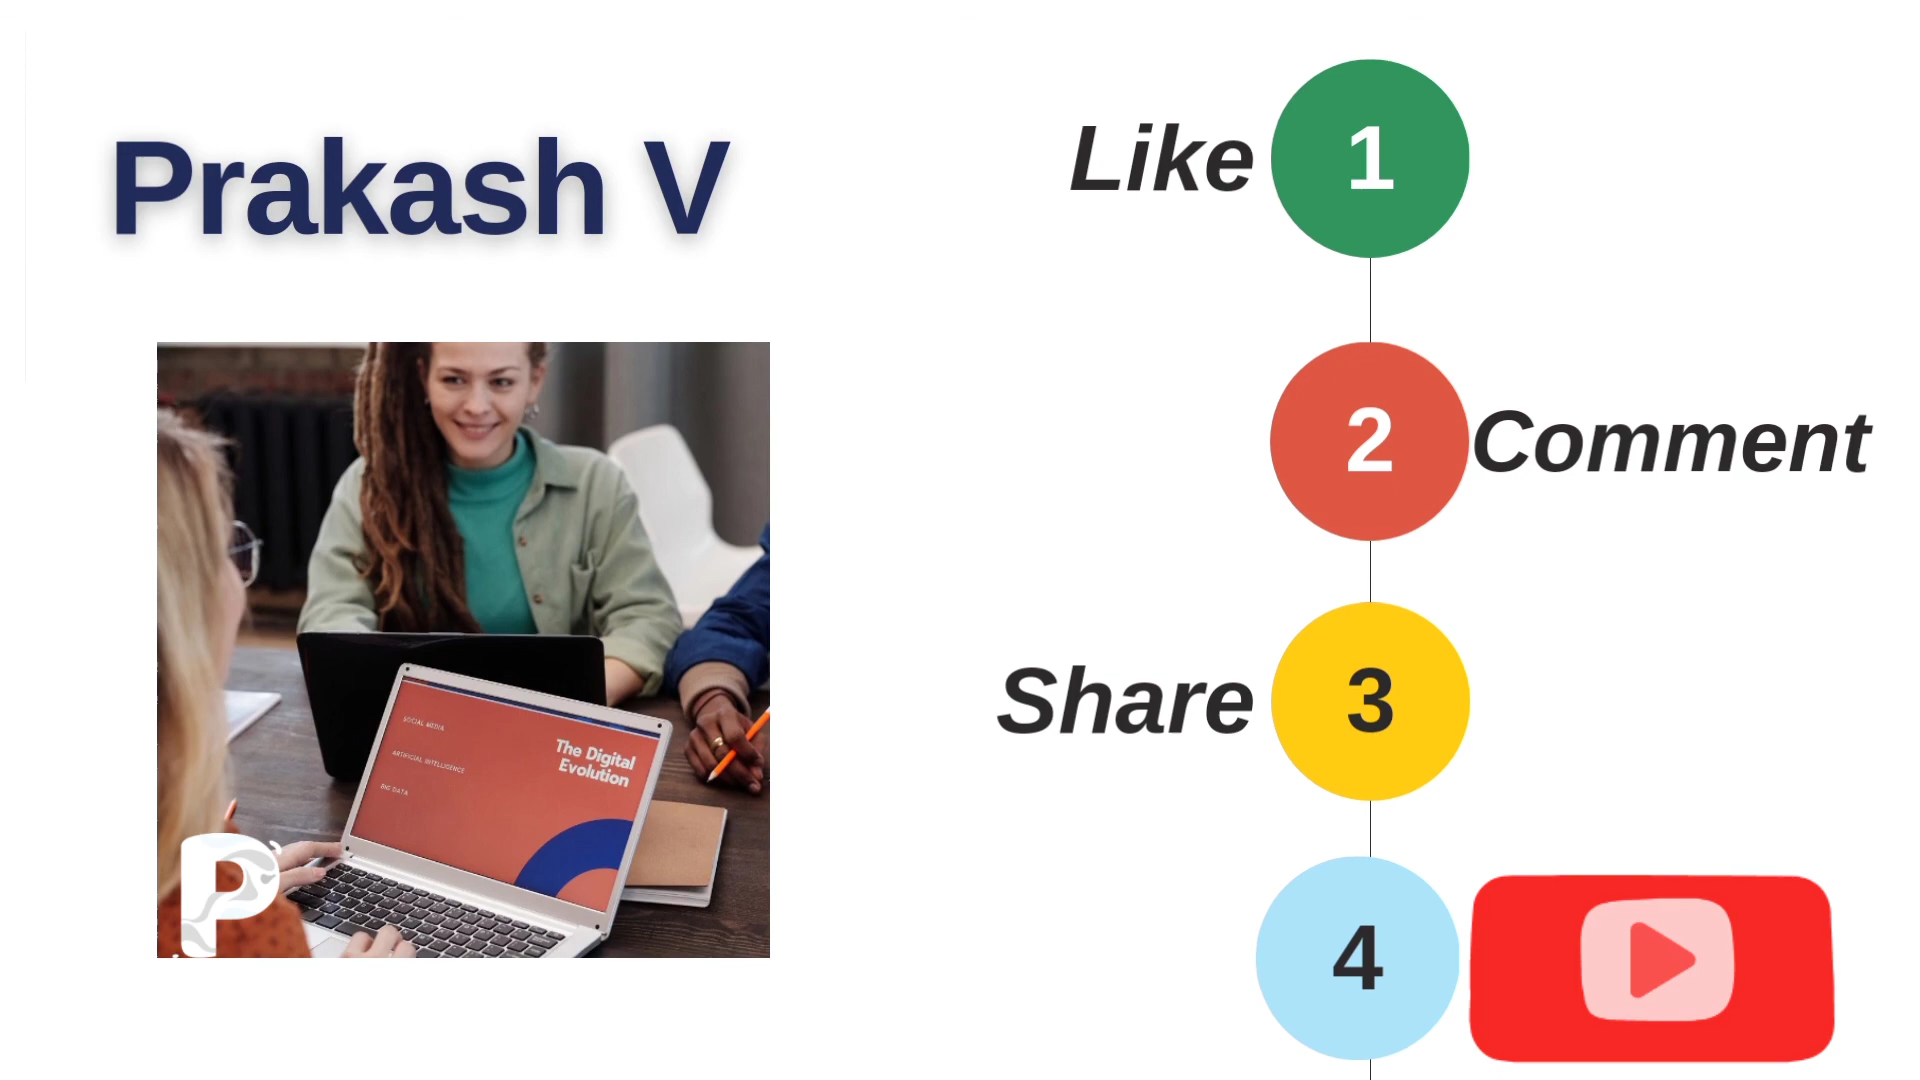 Prakash V
Like 1
2 Comment
Share 3
4
SOCIAL MEDIA
ARTIFICIAL INTELLIGENCE
BIG DATA
The Digital
Evolution
P